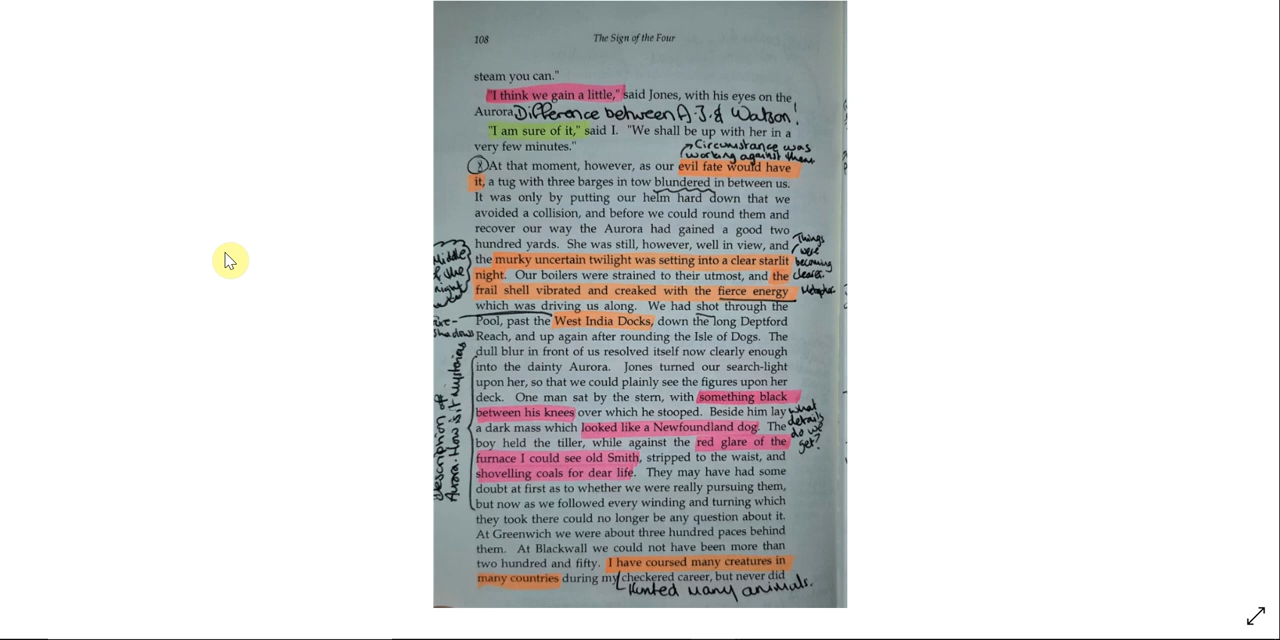 108
The Sign of the Four
steam you can."
"I think we gain a little," said Jones, with his eyes on the
Aurora. Difference between A.J. & Watson!
"I am sure of it," said I. "We shall be up with her in a
very few minutes."
Circumstance was
working against them
At that moment, however, as our evil fate would have
it, a tug with three barges in tow blundered in between us.
It was only by putting our helm hard down that we
avoided a collision, and before we could round them and
recover our way the Aurora had gained a good two
hundred yards. She was still, however, well in view, and
the murky uncertain twilight was setting into a clear starlit
night. Our boilers were strained to their utmost, and the
frail shell vibrated and creaked with the fierce energy
which was driving us along. We had shot through the
Pool, past the West India Docks, down the long Deptford
Reach, and up again after rounding the Isle of Dogs. The
dull blur in front of us resolved itself now clearly enough
into the dainty Aurora. Jones turned our search-light
upon her, so that we could plainly see the figures upon her
deck. One man sat by the stern, with something black
between his knees over which he stooped. Beside him lay
a dark mass which looked like a Newfoundland dog. The
boy held the tiller, while against the red glare of the
furnace I could see old Smith, stripped to the waist, and
shovelling coals for dear life. They may have had some
doubt at first as to whether we were really pursuing them,
but now as we followed every winding and turning which
they took there could no longer be any question about it.
At Greenwich we were about three hundred paces behind
them. At Blackwall we could not have been more than
two hundred and fifty. I have coursed many creatures in
many countries during my checkered career, but never did
Hunted many animals.
Things
were
becoming
clearer.
Metaphor
Middle
of the
night
Fore-
shadows
Description of
Aurora. How is it mysterious
what
details
do we
get?